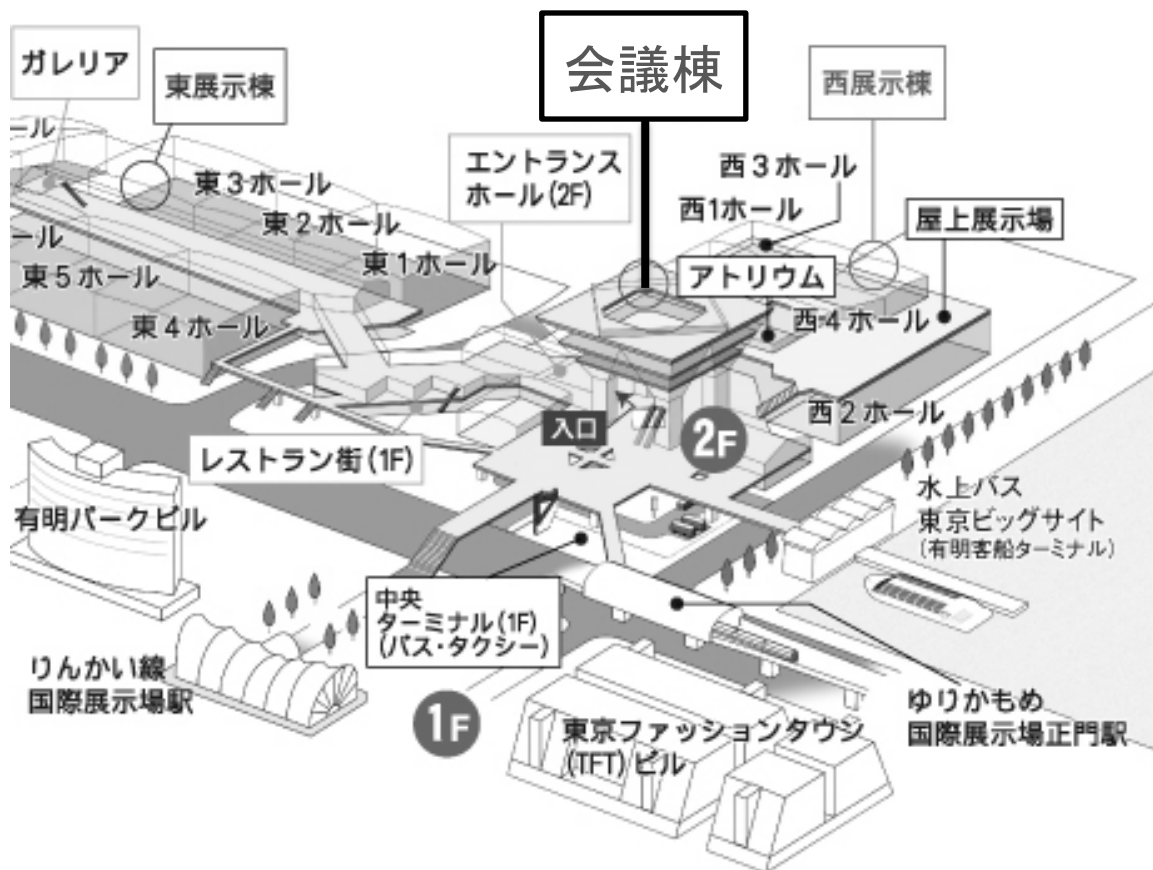 ガレリア
東展示棟
会議棟
西展示棟
エントランス
ホール(2F)
西3ホール
西1ホール
屋上展示場
アトリウム
ール
東3ホール
東2ホール
東1ホール
ール
東5ホール
東4ホール
西4ホール
西2ホール
入口
2F
レストラン街(1F)
有明パークビル
水上バス
東京ビッグサイト
(有明客船ターミナル)
中央
ターミナル(1F)
(バス・タクシー)
りんかい線
国際展示場駅
1F
東京ファッションタウン
(TFT)ビル
ゆりかもめ
国際展示場正門駅